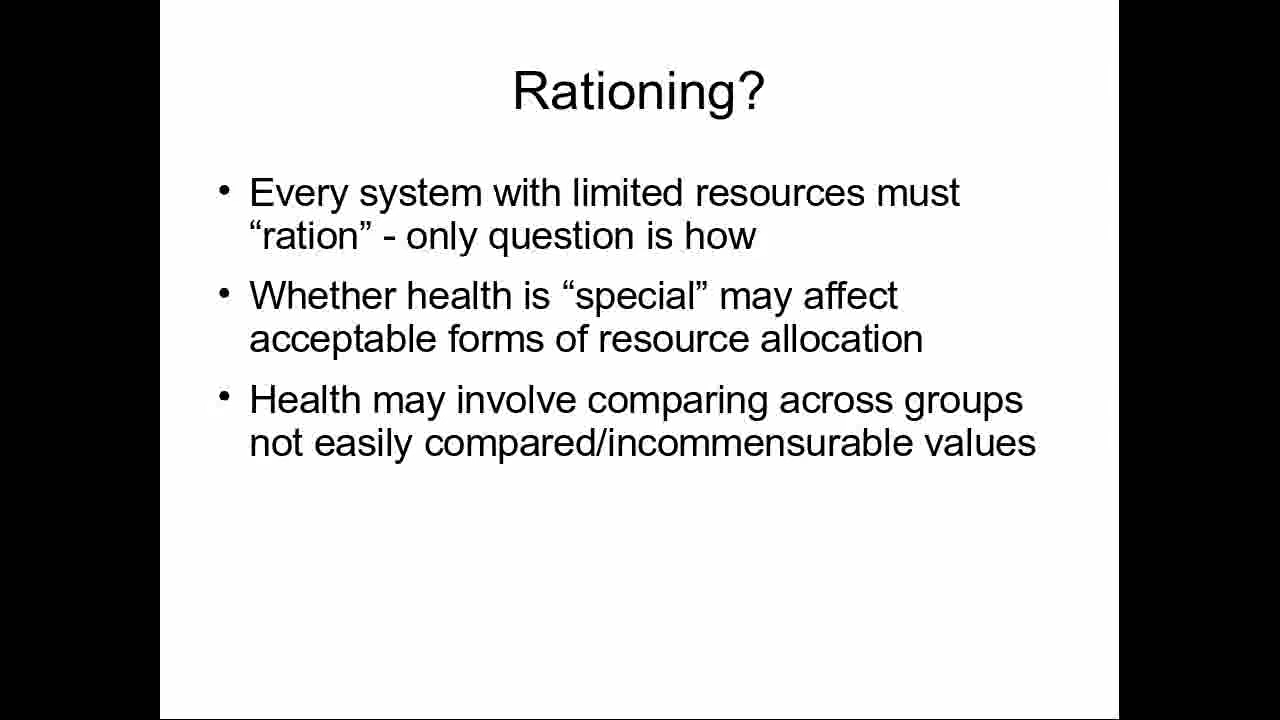 Rationing?
• Every system with limited resources must
“ration” - only question is how
• Whether health is “special” may affect
acceptable forms of resource allocation
• Health may involve comparing across groups
not easily compared/incommensurable values